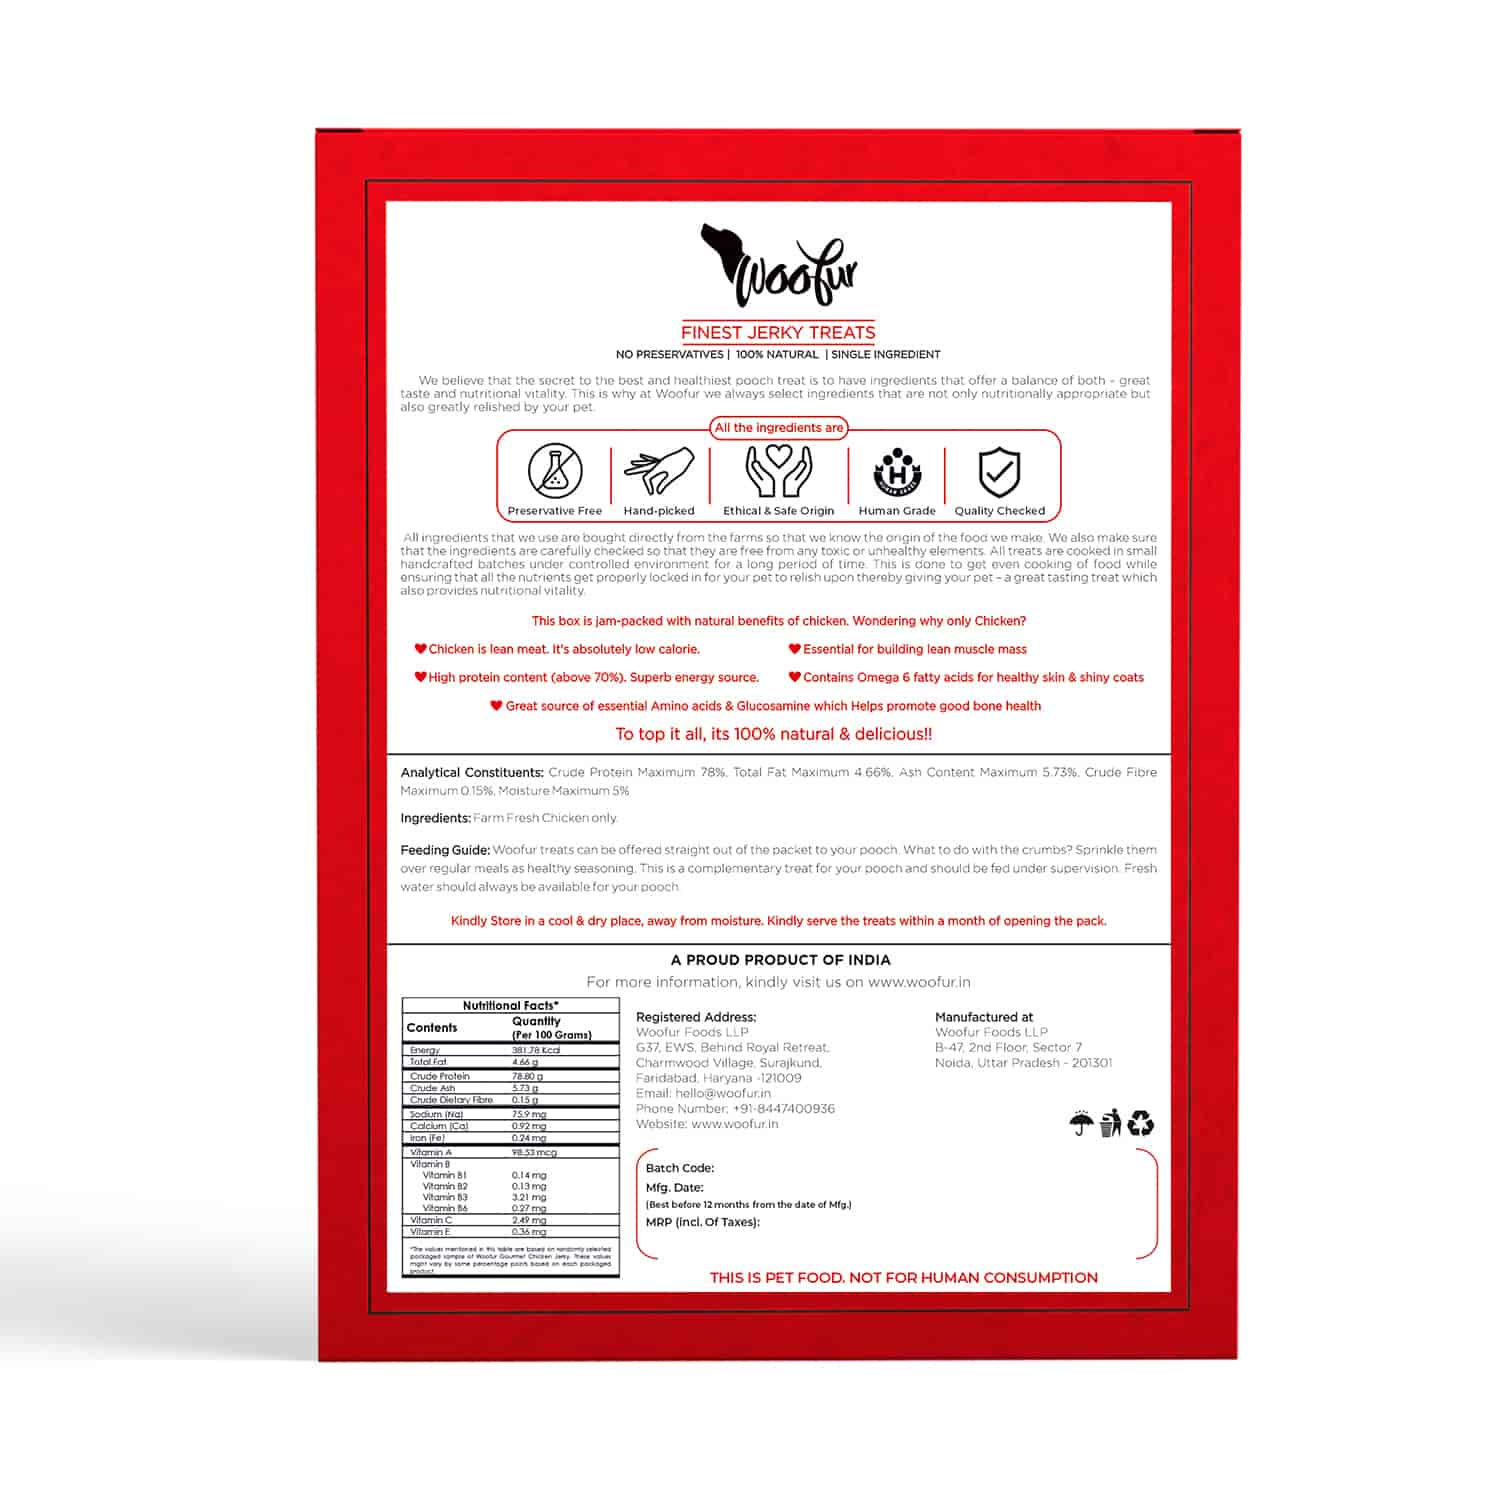 Woofur
FINEST JERKY TREATS
NO PRESERVATIVES | 100% NATURAL | SINGLE INGREDIENT
We believe that the secret to the best and healthiest pooch treat is to have ingredients that offer a balance of both – great
taste and nutritional vitality. This is why at Woofur we always select ingredients that are not only nutritionally appropriate but
also greatly relished by your pet.
All the ingredients are
Preservative Free Hand-picked Ethical & Safe Origin Human Grade Quality Checked
All ingredients that we use are bought directly from the farms so that we know the origin of the food we make. We also make sure
that the ingredients are carefully checked so that they are free from any toxic or unhealthy elements. All treats are cooked in small
handcrafted batches under controlled environment for a long period of time. This is done to get even cooking of food while
ensuring that all the nutrients get properly locked in for your pet to relish upon thereby giving your pet – a great tasting treat which
also provides nutritional vitality.
This box is jam-packed with natural benefits of chicken. Wondering why only Chicken?
Chicken is lean meat. It's absolutely low calorie.
Essential for building lean muscle mass
High protein content (above 70%). Superb energy source.
Contains Omega 6 fatty acids for healthy skin & shiny coats
Great source of essential Amino acids & Glucosamine which Helps promote good bone health
To top it all, its 100% natural & delicious!!
Analytical Constituents: Crude Protein Maximum 78%, Total Fat Maximum 4.66%, Ash Content Maximum 5.73%, Crude Fibre
Maximum 0.15%, Moisture Maximum 5%
Ingredients: Farm Fresh Chicken only.
Feeding Guide: Woofur treats can be offered straight out of the packet to your pooch. What to do with the crumbs? Sprinkle them
over regular meals as healthy seasoning. This is a complementary treat for your pooch and should be fed under supervision. Fresh
water should always be available for your pooch.
Kindly Store in a cool & dry place, away from moisture. Kindly serve the treats within a month of opening the pack.
A PROUD PRODUCT OF INDIA
For more information, kindly visit us on www.woofur.in
Nutritional Facts*
Contents Quantity
(Per 100 Grams)
Energy 381.78 Kcal
Total Fat 4.66 g
Crude Protein 78.80 g
Crude Ash 5.73 g
Crude Dietary Fibre 0.15 g
Sodium (Na) 75.9 mg
Calcium (Ca) 0.92 mg
Iron (Fe) 0.24 mg
Vitamin A 98.53 mcg
Vitamin B
Vitamin B1 0.14 mg
Vitamin B2 0.13 mg
Vitamin B3 3.21 mg
Vitamin B6 0.27 mg
Vitamin C 2.49 mg
Vitamin E 0.36 mg
*The values mentioned in this table are based on randomly selected
packaged sample of Woofur Gourmet Chicken Jerky. These values
might vary by some percentage points based on each packaged
product.
Registered Address:
Woofur Foods LLP
G37, EWS, Behind Royal Retreat,
Charmwood Village, Surajkund,
Faridabad, Haryana -121009
Email: hello@woofur.in
Phone Number: +91-8447400936
Website: www.woofur.in
Manufactured at
Woofur Foods LLP
B-47, 2nd Floor, Sector 7
Noida, Uttar Pradesh - 201301
Batch Code:
Mfg. Date:
(Best before 12 months from the date of Mfg.)
MRP (incl. Of Taxes):
THIS IS PET FOOD. NOT FOR HUMAN CONSUMPTION